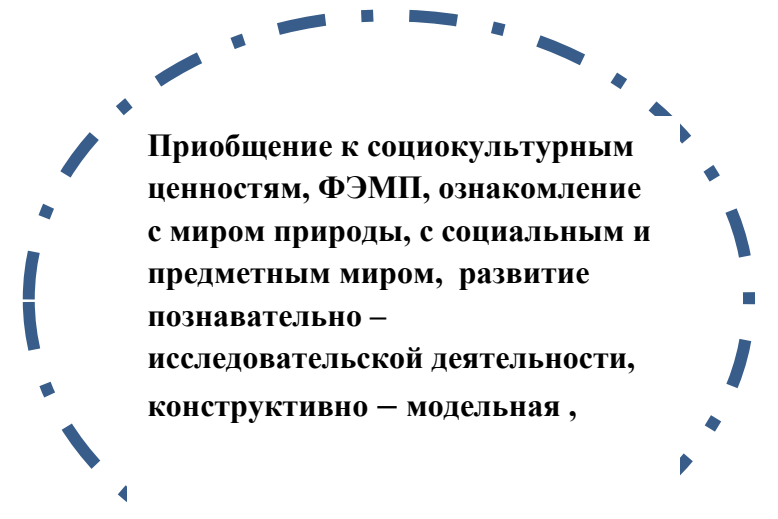 Приобщение к социокультурным
ценностям, ФЭМП, ознакомление
с миром природы, с социальным и
предметным миром,  развитие
познавательно –
исследовательской деятельности,
конструктивно – модельная ,